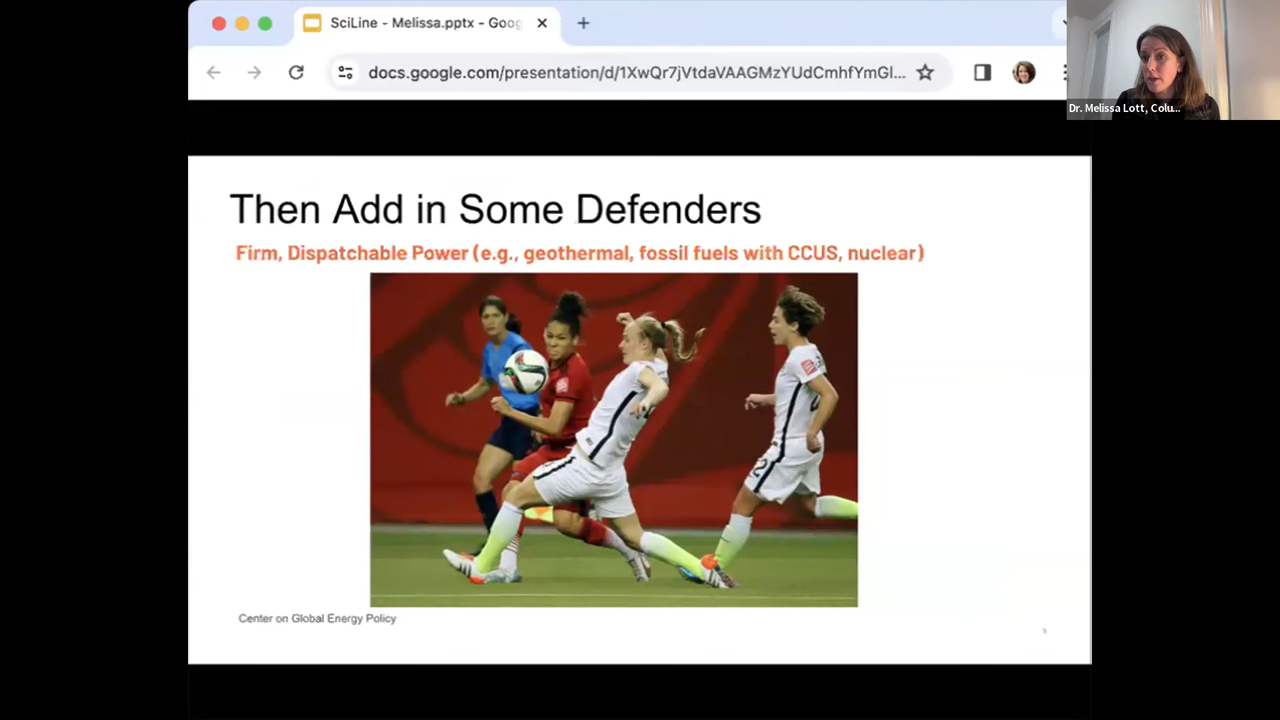 SciLine - Melissa.pptx - Goog
docs.google.com/presentation/d/1XwQr7jVtdaVAAGMzYUdCmhfYmGl...
Dr. Melissa Lott, Colu...
Then Add in Some Defenders
Firm, Dispatchable Power (e.g., geothermal, fossil fuels with CCUS, nuclear)
Center on Global Energy Policy